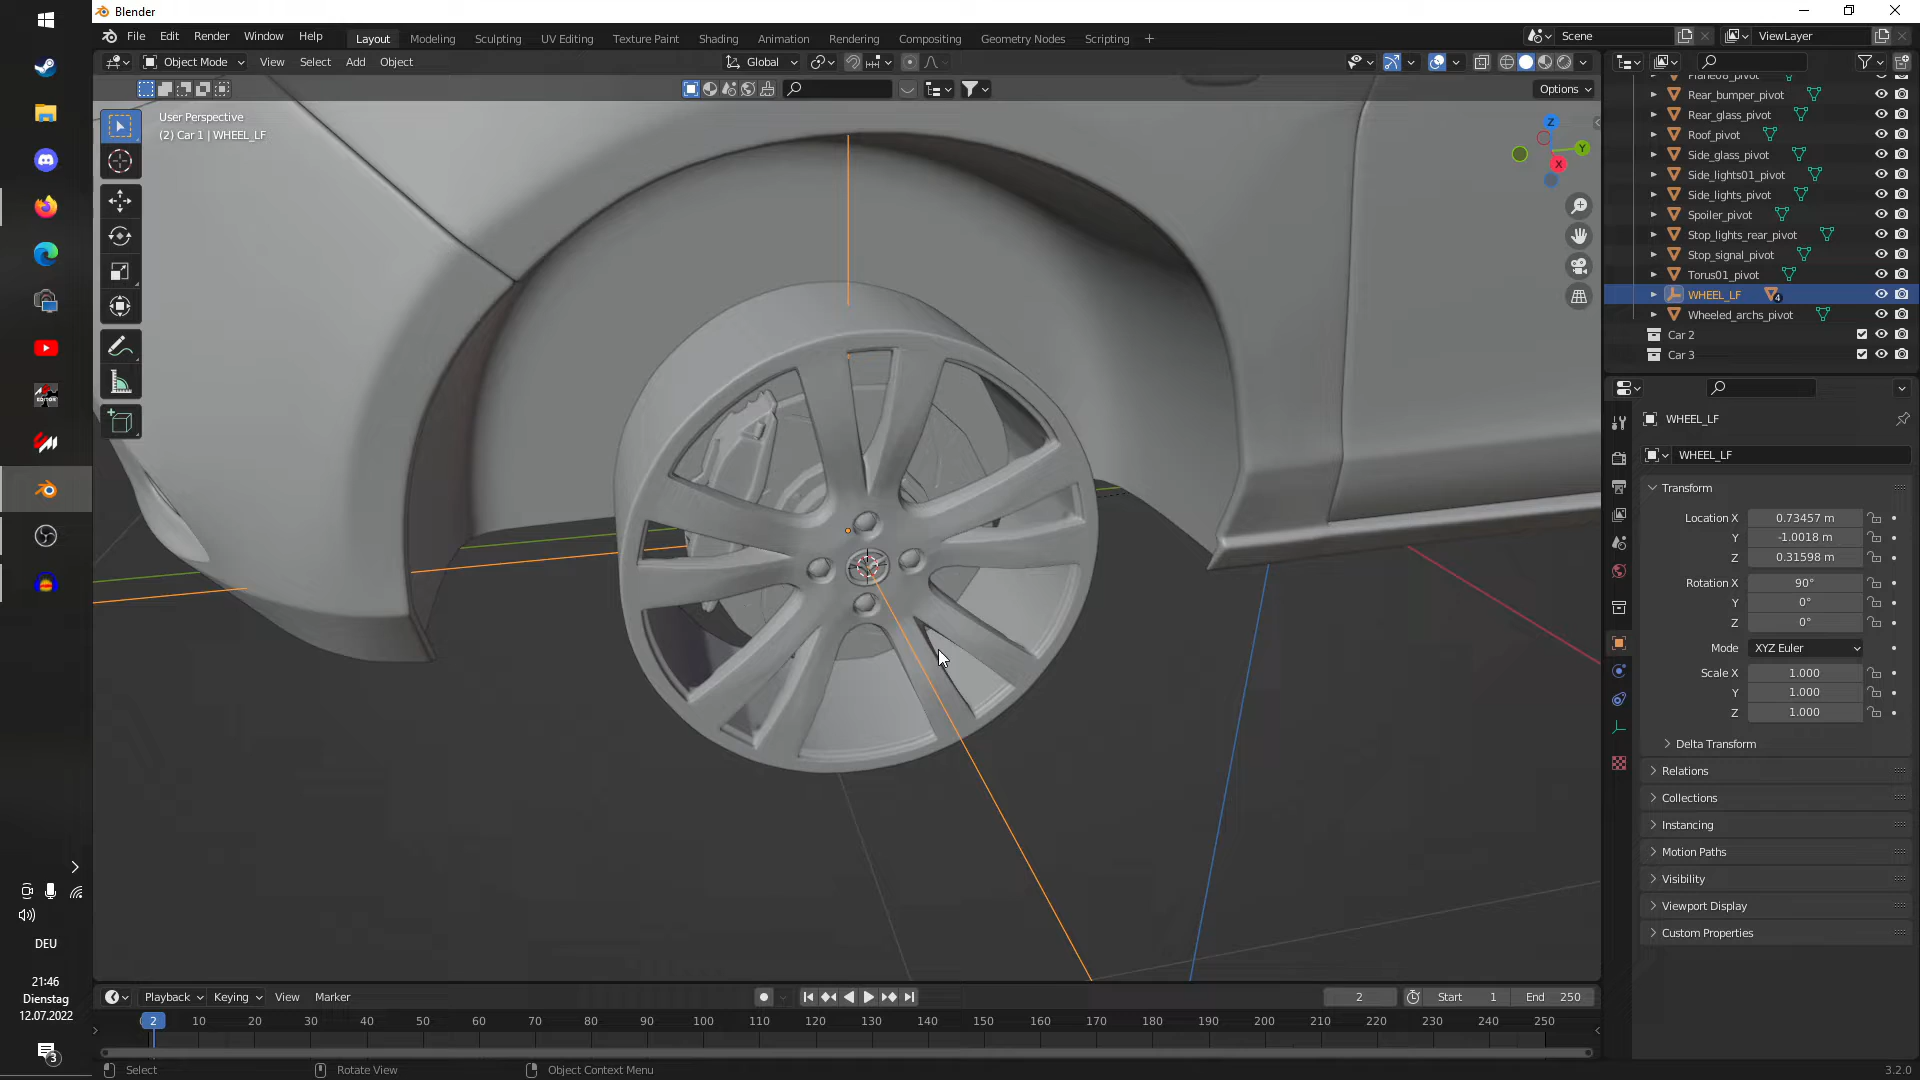 Blender
File Edit Render Window Help
Layout Modeling Sculpting UV Editing Texture Paint Shading Animation Rendering Compositing Geometry Nodes Scripting +
Scene
ViewLayer
Object Mode View Select Add Object
Global
Options
User Perspective
(2) Car 1 | WHEEL_LF
Z
Y
X
Plane08_pivot
Rear_bumper_pivot
Rear_glass_pivot
Roof_pivot
Side_glass_pivot
Side_lights01_pivot
Side_lights_pivot
Spoiler_pivot
Stop_lights_rear_pivot
Stop_signal_pivot
Torus01_pivot
WHEEL_LF 4
Wheeled_archs_pivot
Car 2
Car 3
WHEEL_LF
WHEEL_LF
Transform
Location X 0.73457 m
Y -1.0018 m
Z 0.31598 m
Rotation X 90°
Y 0°
Z 0°
Mode XYZ Euler
Scale X 1.000
Y 1.000
Z 1.000
Delta Transform
Relations
Collections
Instancing
Motion Paths
Visibility
Viewport Display
Custom Properties
EDITOR
DEU
21:46
Dienstag
12.07.2022
3
Playback Keying View Marker
2 Start 1 End 250
2 10 20 30 40 50 60 70 80 90 100 110 120 130 140 150 160 170 180 190 200 210 220 230 240 250
Select Rotate View Object Context Menu
3.2.0